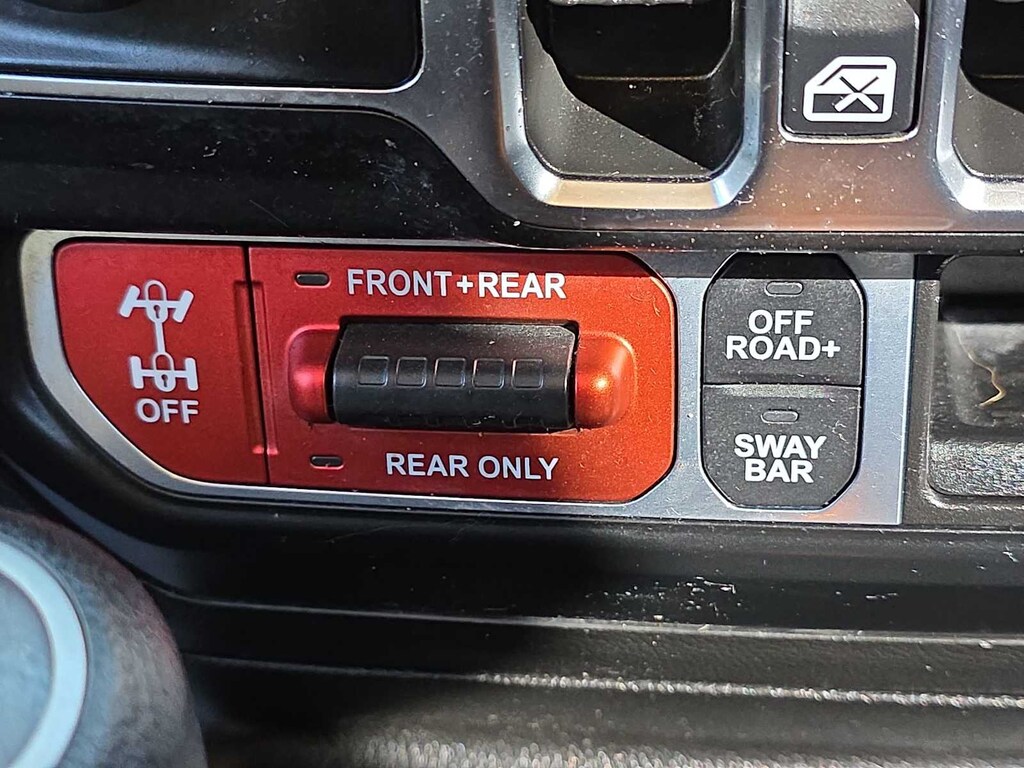 FRONT+REAR
OFF
REAR ONLY
OFF
ROAD+
SWAY
BAR